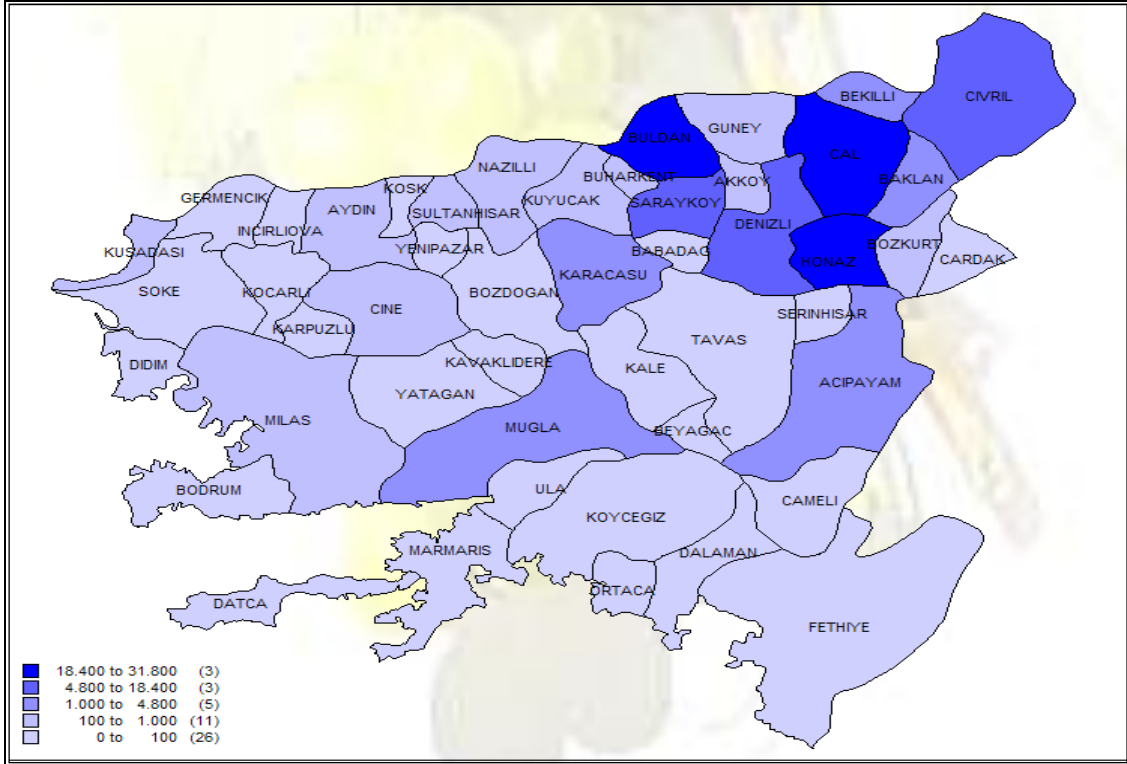 BEKILLI
CIVRIL
BULDAN
GUNEY
CAL
NAZILLI
BUHARKENT
AKKOY
BAKLAN
GERMENCIK
KOSK
KUYUCAK
SARAYKOY
AYDIN
SULTANHISAR
INCIRLIOVA
DENIZLI
KUSADASI
YENIPAZAR
BABADAG
BOZKURT
HONAZ
CARDAK
KARACASU
SOKE
KOCARLI
BOZDOGAN
CINE
SERINHISAR
KARPUZLU
TAVAS
DIDIM
KAVAKLIDERE
KALE
YATAGAN
ACIPAYAM
MILAS
MUGLA
BEYAGAC
BODRUM
ULA
CAMELI
KOYCEGIZ
MARMARIS
DALAMAN
ORTACA
DATCA
FETHIYE
18.400 to 31.800 (3)
4.800 to 18.400 (3)
1.000 to 4.800 (5)
100 to 1.000 (11)
0 to 100 (26)